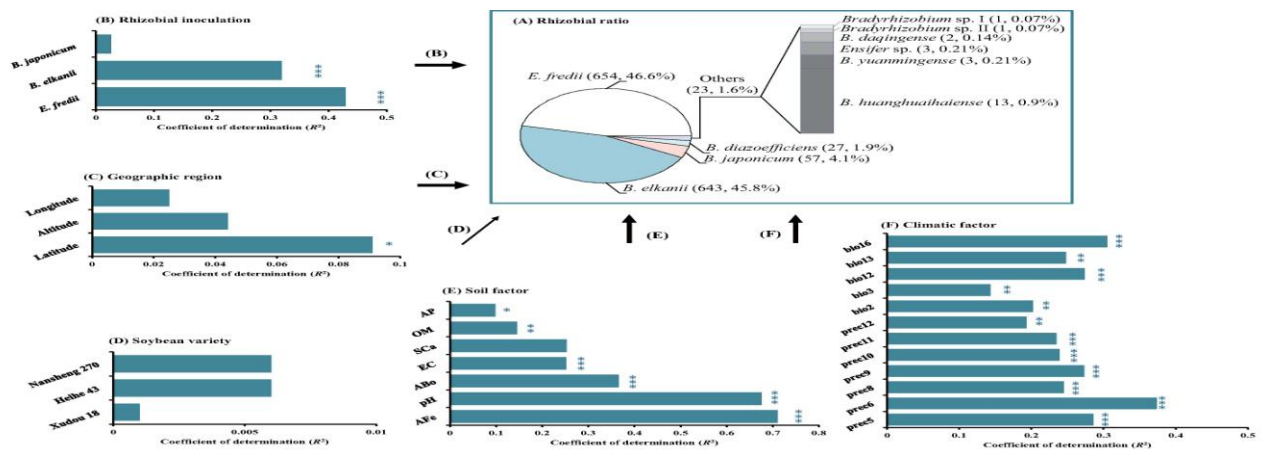 (B) Rhizobial inoculation
B. japonicum
B. elkanii
***
E. fredii
***
0 0.1 0.2 0.3 0.4 0.5
Coefficient of determination (R²)
(B)
(A) Rhizobial ratio
E. fredii (654, 46.6%)
Others
(23, 1.6%)
Bradyrhizobium sp. I (1, 0.07%)
Bradyrhizobium sp. II (1, 0.07%)
B. daqingense (2, 0.14%)
Ensifer sp. (3, 0.21%)
B. yuanmingense (3, 0.21%)
B. huanghuaihaiense (13, 0.9%)
B. diazoefficiens (27, 1.9%)
B. japonicum (57, 4.1%)
B. elkanii (643, 45.8%)
(C) Geographic region
Longitude
Altitude
Latitude
*
0 0.02 0.04 0.06 0.08 0.1
Coefficient of determination (R²)
(C)
(D)
(E)
(F)
(D) Soybean variety
Nansheng 270
Heihe 43
Xudou 18
0 0.005 0.01
Coefficient of determination (R²)
(E) Soil factor
AP
*
OM
**
SCa
EC
***
ABo
***
pH
***
AFe
***
0 0.1 0.2 0.3 0.4 0.5 0.6 0.7 0.8
Coefficient of determination (R²)
(F) Climatic factor
bio16
***
bio13
**
bio12
***
bio3
**
bio2
**
prec12
**
prec11
***
prec10
***
prec9
***
prec8
***
prec6
***
prec5
***
0 0.1 0.2 0.3 0.4 0.5
Coefficient of determination (R²)